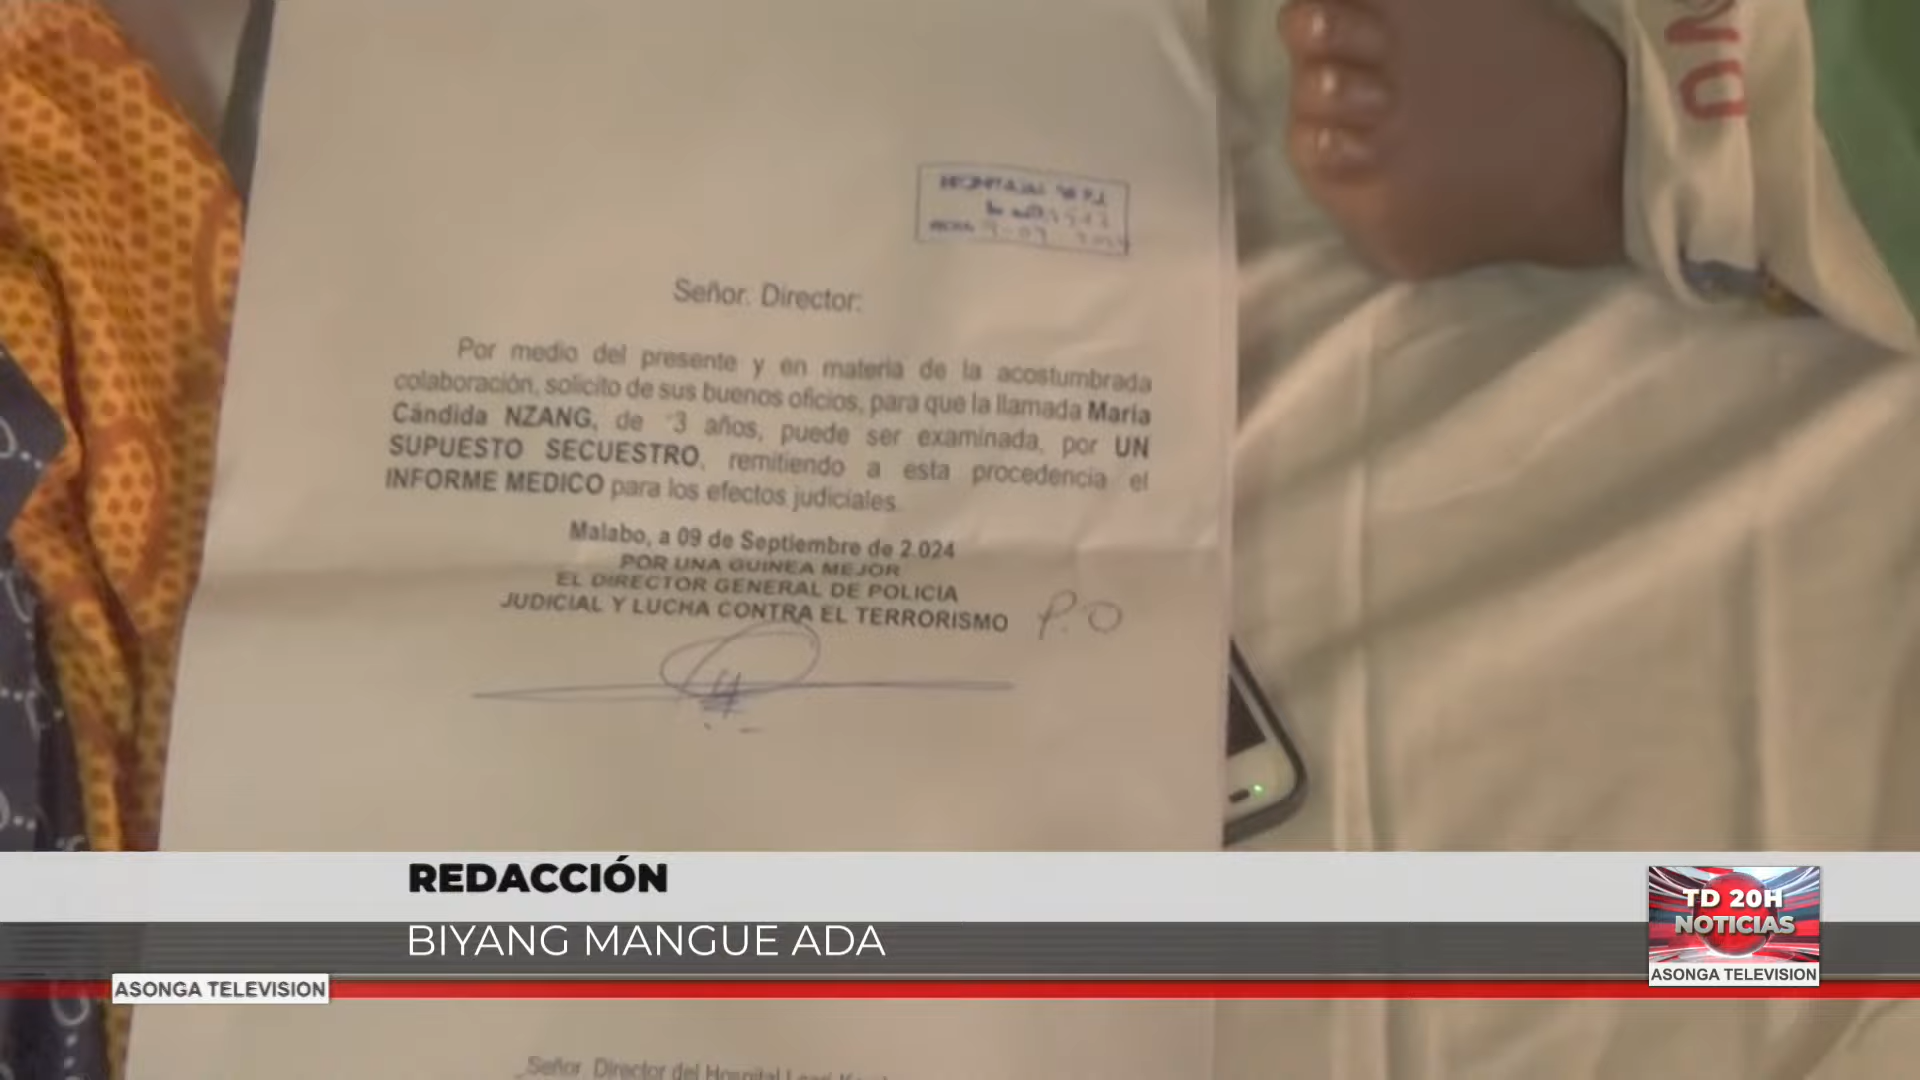 Señor. Director:
Por medio del presente y en materia de la acostumbrada
colaboración, solicito de sus buenos oficios, para que la llamada Maria
Cándida NZANG, de 3 años, puede ser examinada, por UN
SUPUESTO SECUESTRO, remitiendo a esta procedencia el
INFORME MEDICO para los efectos judiciales.
Malabo, a 09 de Septiembre de 2.024
POR UNA GUINEA MEJOR
EL DIRECTOR GENERAL DE POLICIA
JUDICIAL Y LUCHA CONTRA EL TERRORISMO
P.O
REDACCIÓN
BIYANG MANGUE ADA
TD 20H
NOTICIAS
ASONGA TELEVISION
ASONGA TELEVISION
Señor. Director del Hospital